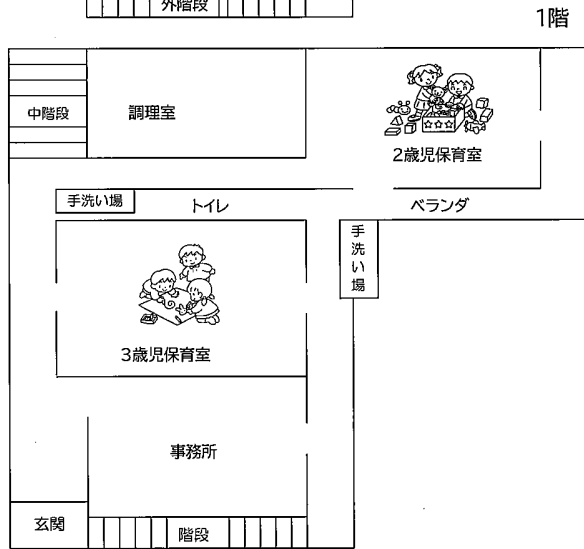 外階段
1階
中階段
調理室
2歳児保育室
手洗い場
トイレ
ベランダ
手洗い場
3歳児保育室
事務所
玄関
階段